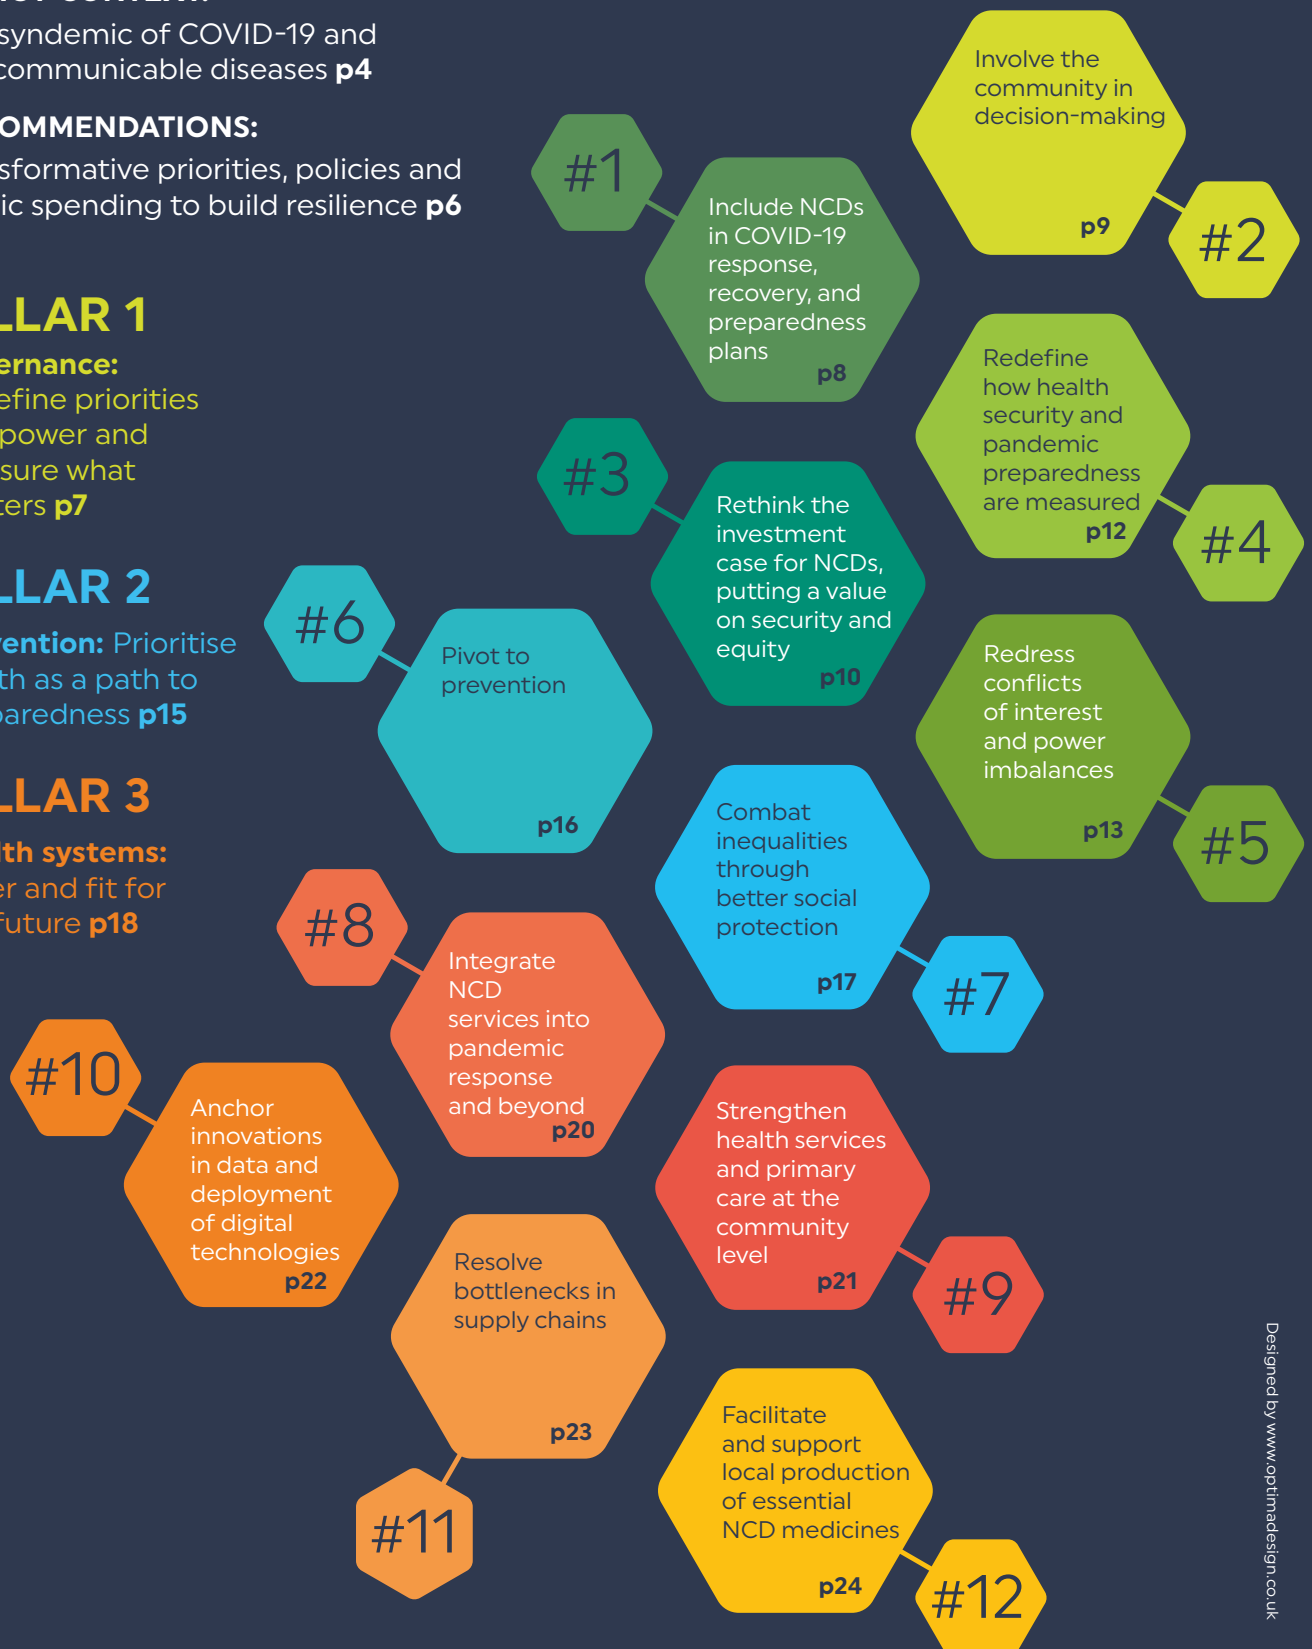 syndemic of COVID-19 and
communicable diseases p4
OMMENDATIONS:
nsformative priorities, policies and
ic spending to build resilience p6
LLAR 1
ernance:
efine priorities
power and
sure what
ters p7
LLAR 2
vention: Prioritise
th as a path to
paredness p15
LLAR 3
lth systems:
er and fit for
future p18
#1
Include NCDs
in COVID-19
response,
recovery, and
preparedness
plans
p8
Involve the
community in
decision-making
p9
#2
#3
Rethink the
investment
case for NCDs,
putting a value
on security and
equity
p10
Redefine
how health
security and
pandemic
preparedness
are measured
p12
#4
Redress
conflicts
of interest
and power
imbalances
p13
#5
#6
Pivot to
prevention
p16
Combat
inequalities
through
better social
protection
p17
#7
#8
Integrate
NCD
services into
pandemic
response
and beyond
p20
Strengthen
health services
and primary
care at the
community
level
p21
#9
#10
Anchor
innovations
in data and
deployment
of digital
technologies
p22
Resolve
bottlenecks in
supply chains
p23
#11
Facilitate
and support
local production
of essential
NCD medicines
p24
#12
Designed by www.optimadesign.co.uk